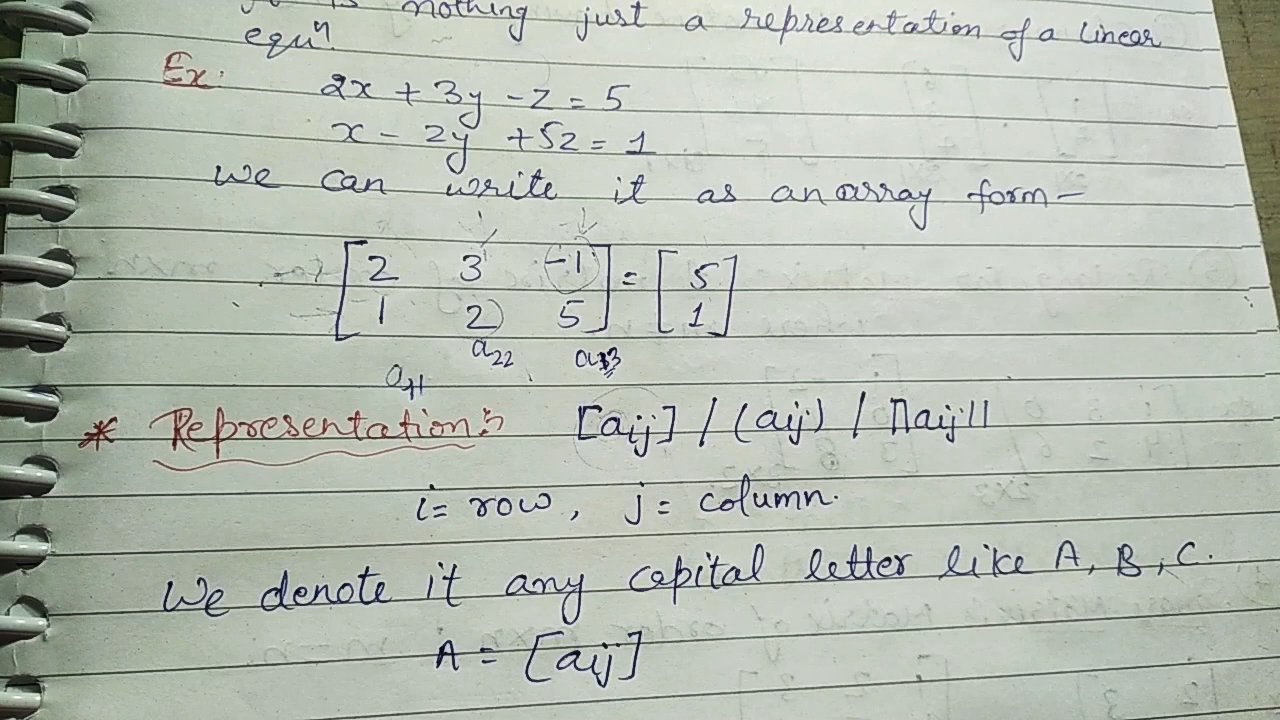 is nothing just a representation of a linear
equⁿ.
Ex:
2x + 3y - z = 5
x - 2y + 5z = 1
we can write it as an array form -
[2 3 -1] = [5]
[1 2 5] [1]
a22
a11
* Representation:- [aij] / (aij) / ||aij||
i = row, j = column.
We denote it any capital letter like A, B, C.
A = [aij]